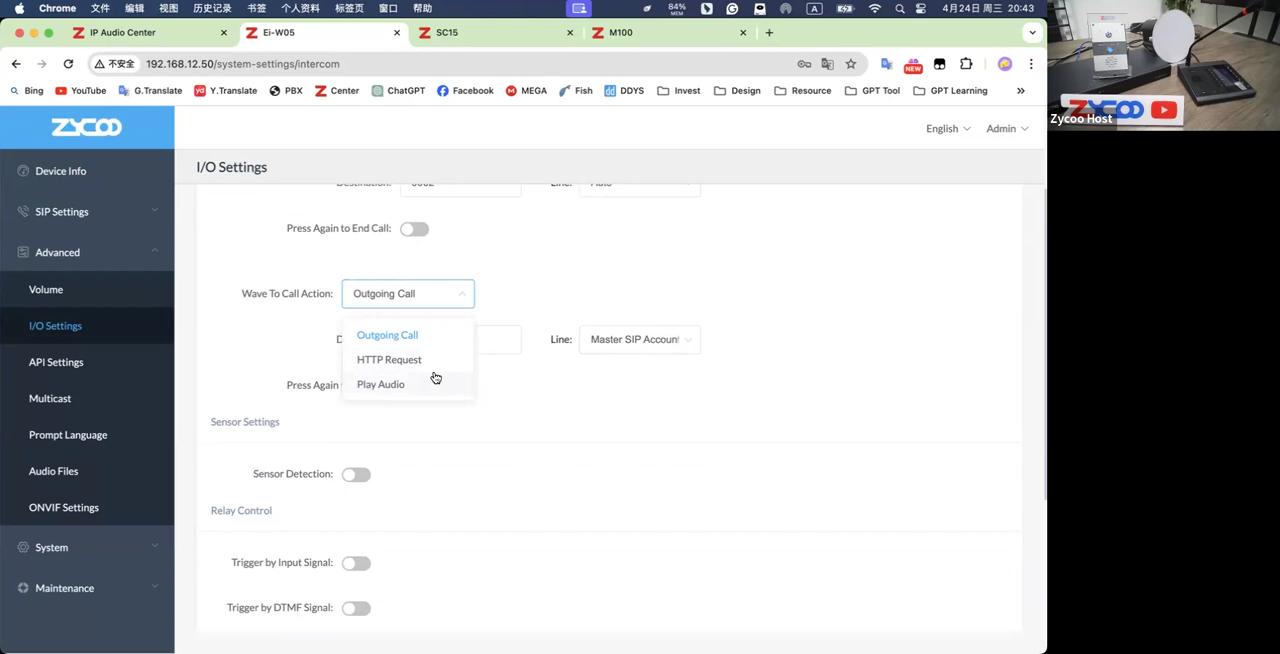 Chrome 文件 编辑 视图 历史记录 书签 个人资料 标签页 窗口 帮助 84% MEM A 4月24日 周三 20:43
IP Audio Center Ei-W05 SC15 M100
不安全 192.168.12.50/system-settings/intercom NEW
Bing YouTube G.Translate Y.Translate PBX Center ChatGPT Facebook MEGA Fish DDYS Invest Design Resource GPT Tool GPT Learning
ZYCOO
Zycoo Host
ZYCOO
English Admin
I/O Settings
Device Info
SIP Settings
Advanced
Volume
I/O Settings
API Settings
Multicast
Prompt Language
Audio Files
ONVIF Settings
System
Maintenance
Press Again to End Call:
Wave To Call Action: Outgoing Call
Outgoing Call
HTTP Request
Play Audio
D
Line: Master SIP Account
Press Again
Sensor Settings
Sensor Detection:
Relay Control
Trigger by Input Signal:
Trigger by DTMF Signal: